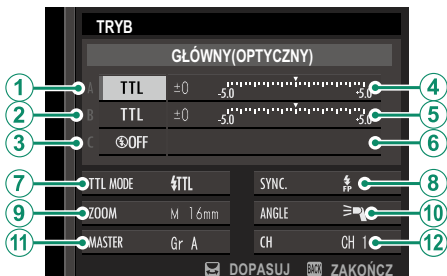 TRYB
GŁÓWNY(OPTYCZNY)
1 A TTL ±0 -5.0 +5.0 4
2 B TTL ±0 -5.0 +5.0 5
3 C OFF 6
7 TTL MODE TTL SYNC. FP 8
9 ZOOM M 16mm ANGLE 10
11 MASTER Gr A CH CH 1 12
DOPASUJ BACK ZAKOŃCZ